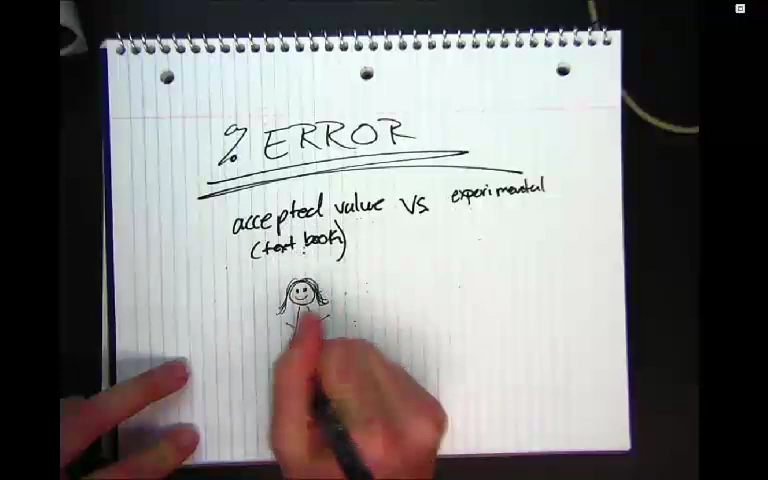 % ERROR
accepted value vs experimental
(text book)